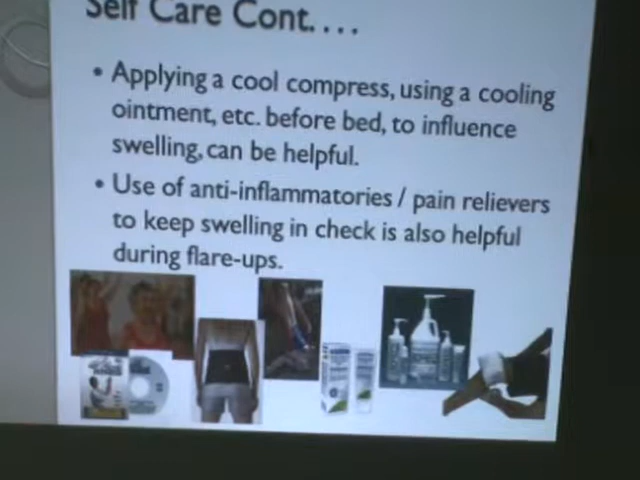 Self Care Cont....
• Applying a cool compress, using a cooling
ointment, etc. before bed, to influence
swelling, can be helpful.
• Use of anti-inflammatories / pain relievers
to keep swelling in check is also helpful
during flare-ups.